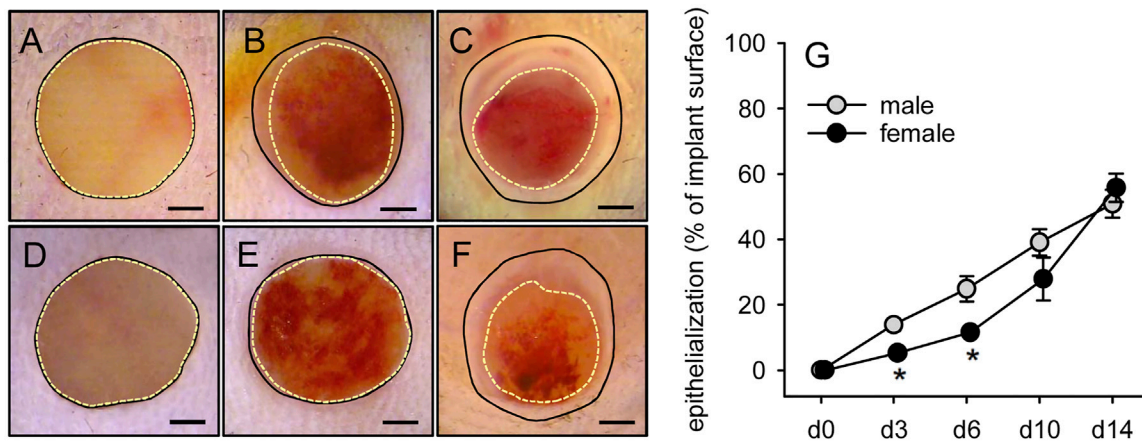 A
B
C
D
E
F
G
male
female
epithelialization (% of implant surface)
100
80
60
40
20
0
*
*
d0
d3
d6
d10
d14